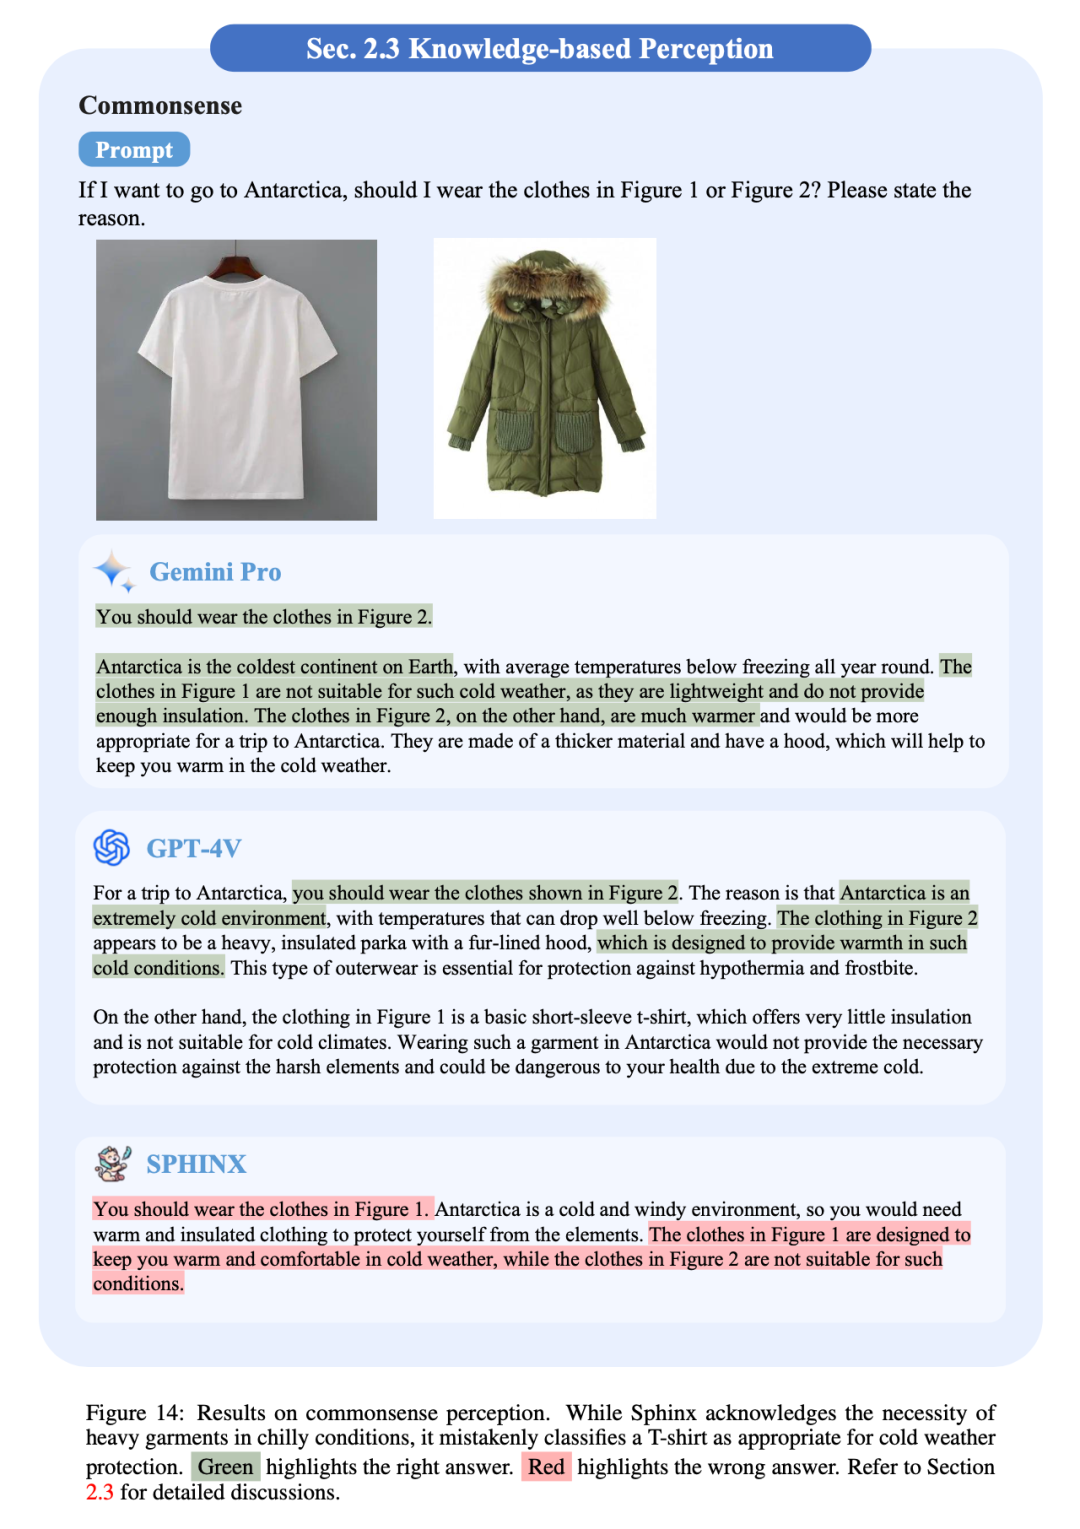 Sec. 2.3 Knowledge-based Perception
Commonsense
Prompt
If I want to go to Antarctica, should I wear the clothes in Figure 1 or Figure 2? Please state the
reason.
Gemini Pro
You should wear the clothes in Figure 2.
Antarctica is the coldest continent on Earth, with average temperatures below freezing all year round. The
clothes in Figure 1 are not suitable for such cold weather, as they are lightweight and do not provide
enough insulation. The clothes in Figure 2, on the other hand, are much warmer and would be more
appropriate for a trip to Antarctica. They are made of a thicker material and have a hood, which will help to
keep you warm in the cold weather.
GPT-4V
For a trip to Antarctica, you should wear the clothes shown in Figure 2. The reason is that Antarctica is an
extremely cold environment, with temperatures that can drop well below freezing. The clothing in Figure 2
appears to be a heavy, insulated parka with a fur-lined hood, which is designed to provide warmth in such
cold conditions. This type of outerwear is essential for protection against hypothermia and frostbite.
On the other hand, the clothing in Figure 1 is a basic short-sleeve t-shirt, which offers very little insulation
and is not suitable for cold climates. Wearing such a garment in Antarctica would not provide the necessary
protection against the harsh elements and could be dangerous to your health due to the extreme cold.
SPHINX
You should wear the clothes in Figure 1. Antarctica is a cold and windy environment, so you would need
warm and insulated clothing to protect yourself from the elements. The clothes in Figure 1 are designed to
keep you warm and comfortable in cold weather, while the clothes in Figure 2 are not suitable for such
conditions.
Figure 14: Results on commonsense perception. While Sphinx acknowledges the necessity of
heavy garments in chilly conditions, it mistakenly classifies a T-shirt as appropriate for cold weather
protection. Green highlights the right answer. Red highlights the wrong answer. Refer to Section
2.3 for detailed discussions.